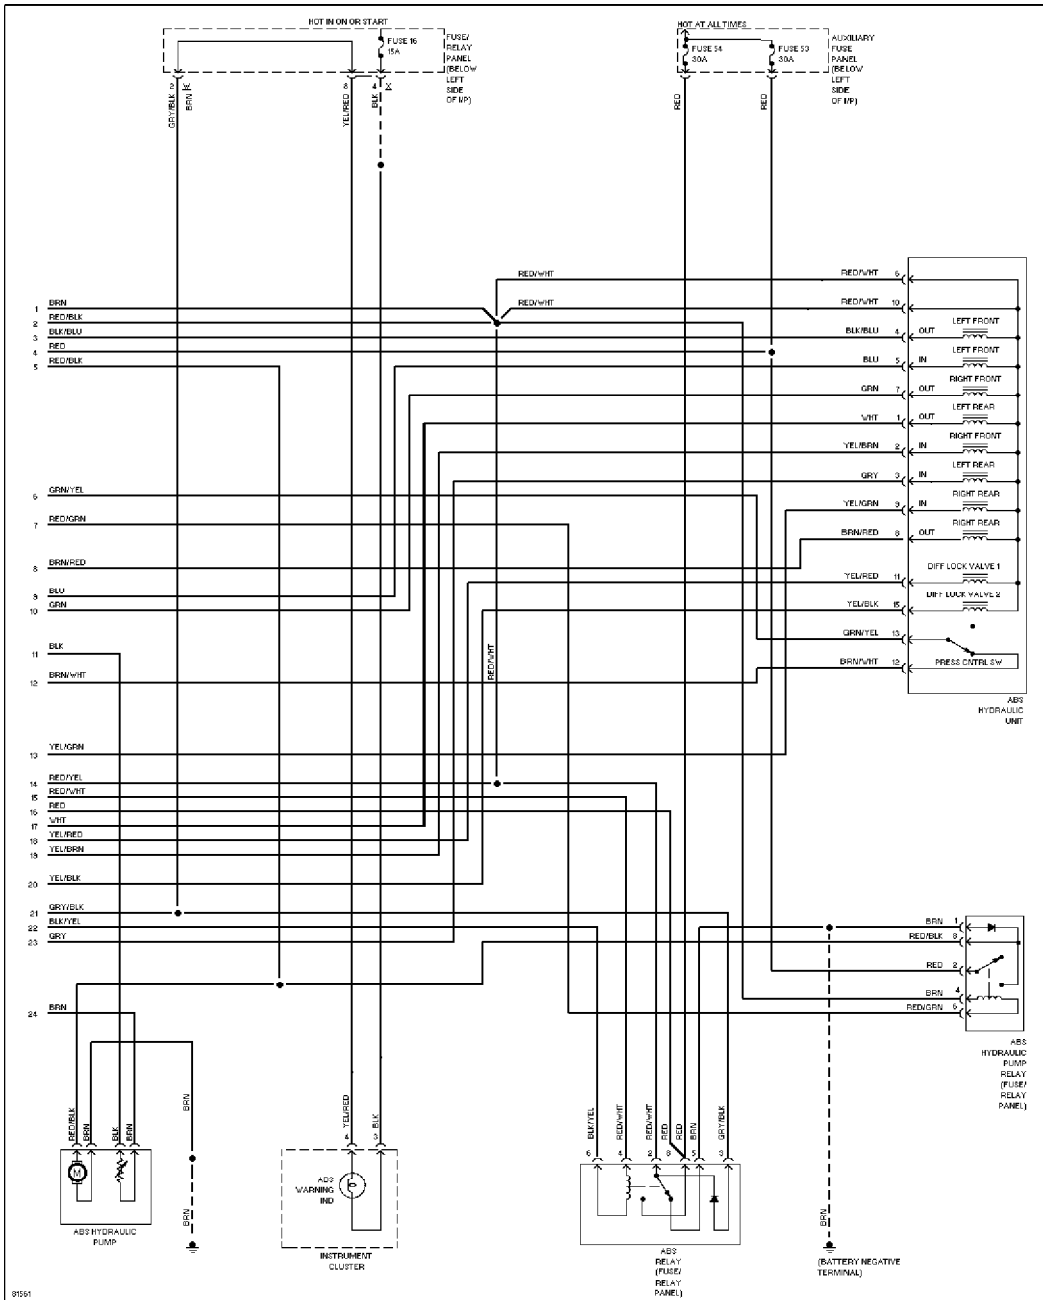 HOT IN ON OR START
HOT AT ALL TIMES
FUSE 16
15A
FUSE/
RELAY
PANEL
(BELOW
LEFT
SIDE
OF I/P)
FUSE 54
30A
FUSE 53
30A
AUXILIARY
FUSE
PANEL
(BELOW
LEFT
SIDE
OF I/P)
2
GRY/BLK
BRN
8
YEL/RED
4
BLK
X
RED
RED
RED/WHT
RED/WHT 6
RED/WHT
RED/WHT 10
1 BRN
2 RED/BLK
3 BLK/BLU
4 RED
5 RED/BLK
LEFT FRONT
BLK/BLU 4 OUT
LEFT FRONT
BLU 5 IN
RIGHT FRONT
GRN 7 OUT
LEFT REAR
WHT 1 OUT
RIGHT FRONT
YEL/BRN 2 IN
LEFT REAR
GRY 3 IN
RIGHT REAR
YEL/GRN 9 IN
RIGHT REAR
BRN/RED 8 OUT
DIFF LOCK VALVE 1
YEL/RED 11
DIFF LOCK VALVE 2
YEL/BLK 15
GRN/YEL 13
BRN/WHT 12
PRESS CNTRL SW
ABS
HYDRAULIC
UNIT
6 GRN/YEL
7 RED/GRN
8 BRN/RED
9 BLU
10 GRN
11 BLK
12 BRN/WHT
RED/WHT
13 YEL/GRN
14 RED/YEL
15 RED/WHT
16 RED
17 WHT
18 YEL/RED
19 YEL/BRN
20 YEL/BLK
21 GRY/BLK
22 BLK/YEL
23 GRY
24 BRN
BRN 1
RED/BLK 8
RED 2
BRN 4
RED/GRN 6
ABS
HYDRAULIC
PUMP
RELAY
(FUSE/
RELAY
PANEL)
RED/BLK
BRN
BLK
BRN
BRN
BRN
M
ABS HYDRAULIC
PUMP
YEL/RED
4
BLK
ABS
WARNING
IND
INSTRUMENT
CLUSTER
BLK/YEL
6
RED/WHT
4
RED/WHT
2
RED
8
RED
BRN
5
GRY/BLK
3
ABS
RELAY
(FUSE/
RELAY
PANEL)
BRN
(BATTERY NEGATIVE
TERMINAL)
81561